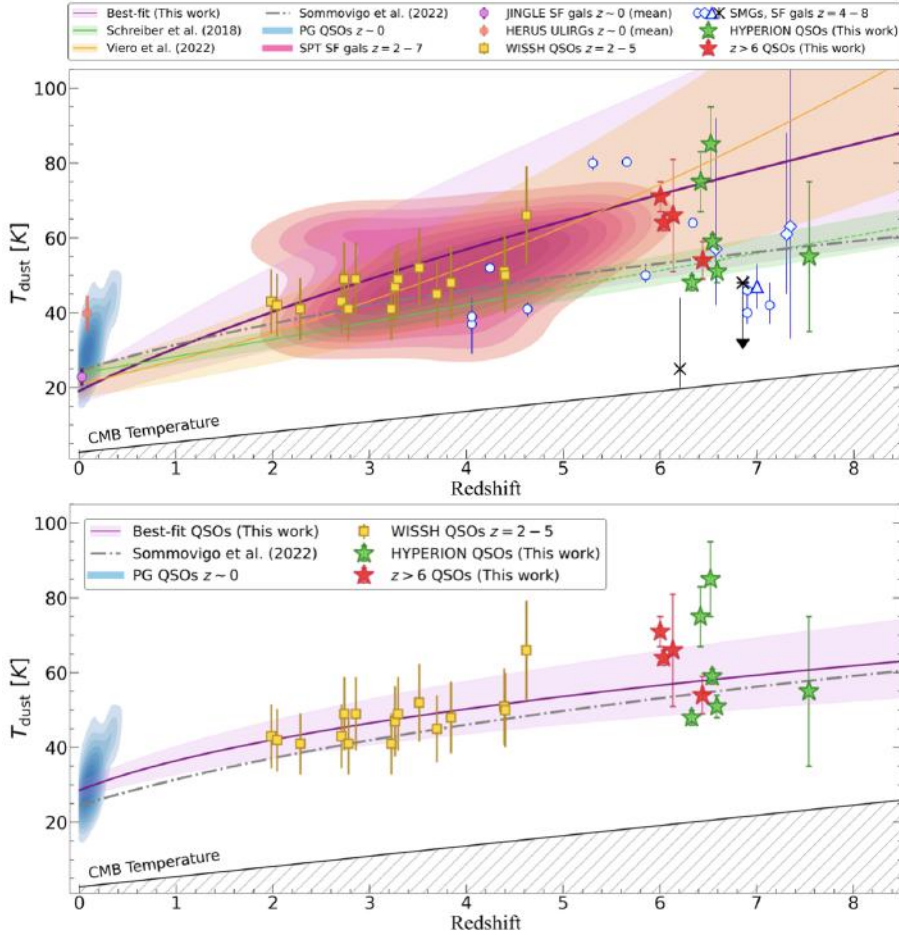 Best-fit (This work) Sommovigo et al. (2022) JINGLE SF gals z ~ 0 (mean) SMGs, SF gals z = 4 − 8
Schreiber et al. (2018) PG QSOs z ~ 0 HERUS ULIRGs z ~ 0 (mean) HYPERION QSOs (This work)
Viero et al. (2022) SPT SF gals z = 2 − 7 WISSH QSOs z = 2 − 5 z > 6 QSOs (This work)
100
80
60
40
20
T_dust [K]
CMB Temperature
0 1 2 3 4 5 6 7 8
Redshift
Best-fit QSOs (This work) WISSH QSOs z = 2 − 5
Sommovigo et al. (2022) HYPERION QSOs (This work)
PG QSOs z ~ 0 z > 6 QSOs (This work)
100
80
60
40
20
T_dust [K]
CMB Temperature
0 1 2 3 4 5 6 7 8
Redshift